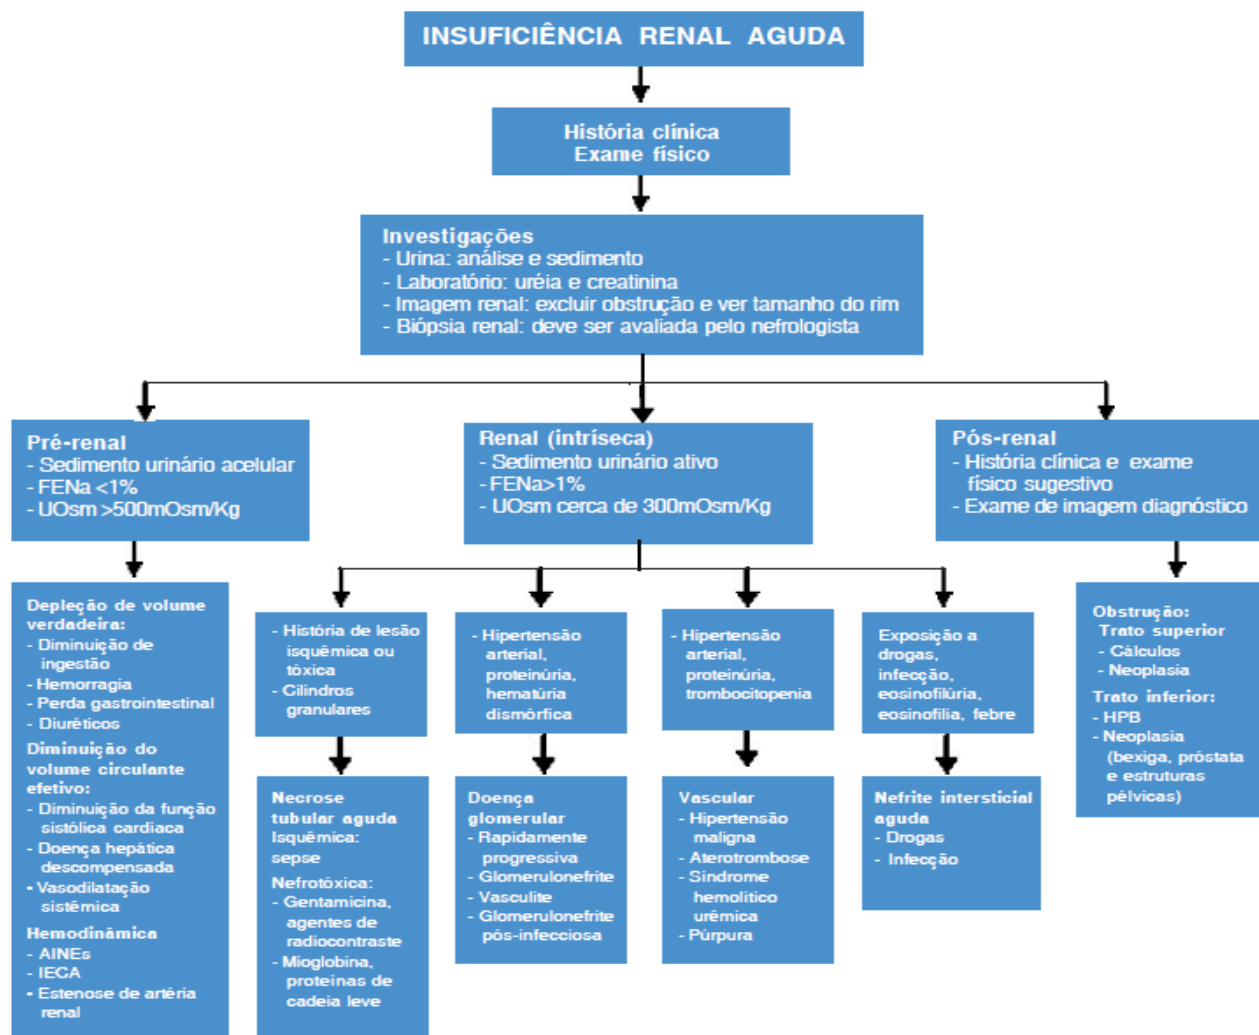 INSUFICIÊNCIA RENAL AGUDA
História clínica
Exame físico
Investigações
- Urina: análise e sedimento
- Laboratório: uréia e creatinina
- Imagem renal: excluir obstrução e ver tamanho do rim
- Biópsia renal: deve ser avaliada pelo nefrologista
Pré-renal
- Sedimento urinário acelular
- FENa <1%
- UOsm >500mOsm/Kg
Renal (intríseca)
- Sedimento urinário ativo
- FENa>1%
- UOsm cerca de 300mOsm/Kg
Pós-renal
- História clínica e exame
físico sugestivo
- Exame de imagem diagnóstico
Depleção de volume
verdadeira:
- Diminuição de
ingestão
- Hemorragia
- Perda gastrointestinal
- Diuréticos
Diminuição do
volume circulante
efetivo:
- Diminuição da função
sistólica cardiaca
- Doença hepática
descompensada
- Vasodilatação
sistêmica
Hemodinâmica
- AINEs
- IECA
- Estenose de artéria
renal
- História de lesão
isquêmica ou
tóxica
- Cilindros
granulares
- Hipertensão
arterial,
proteinúria,
hematúria
dismórfica
- Hipertensão
arterial,
proteinúria,
trombocitopenia
Exposição a
drogas,
infecção,
eosinofilúria,
eosinofilia, febre
Obstrução:
Trato superior
- Cálculos
- Neoplasia
Trato inferior:
- HPB
- Neoplasia
(bexiga, próstata
e estruturas
pélvicas)
Necrose
tubular aguda
Isquêmica:
sepse
Nefrotóxica:
- Gentamicina,
agentes de
radiocontraste
- Mioglobina,
proteínas de
cadeia leve
Doença
glomerular
- Rapidamente
progressiva
- Glomerulonefrite
- Vasculite
- Glomerulonefrite
pós-infecciosa
Vascular
- Hipertensão
maligna
- Aterotrombose
- Síndrome
hemolítico
urêmica
- Púrpura
Nefrite intersticial
aguda
- Drogas
- Infecção